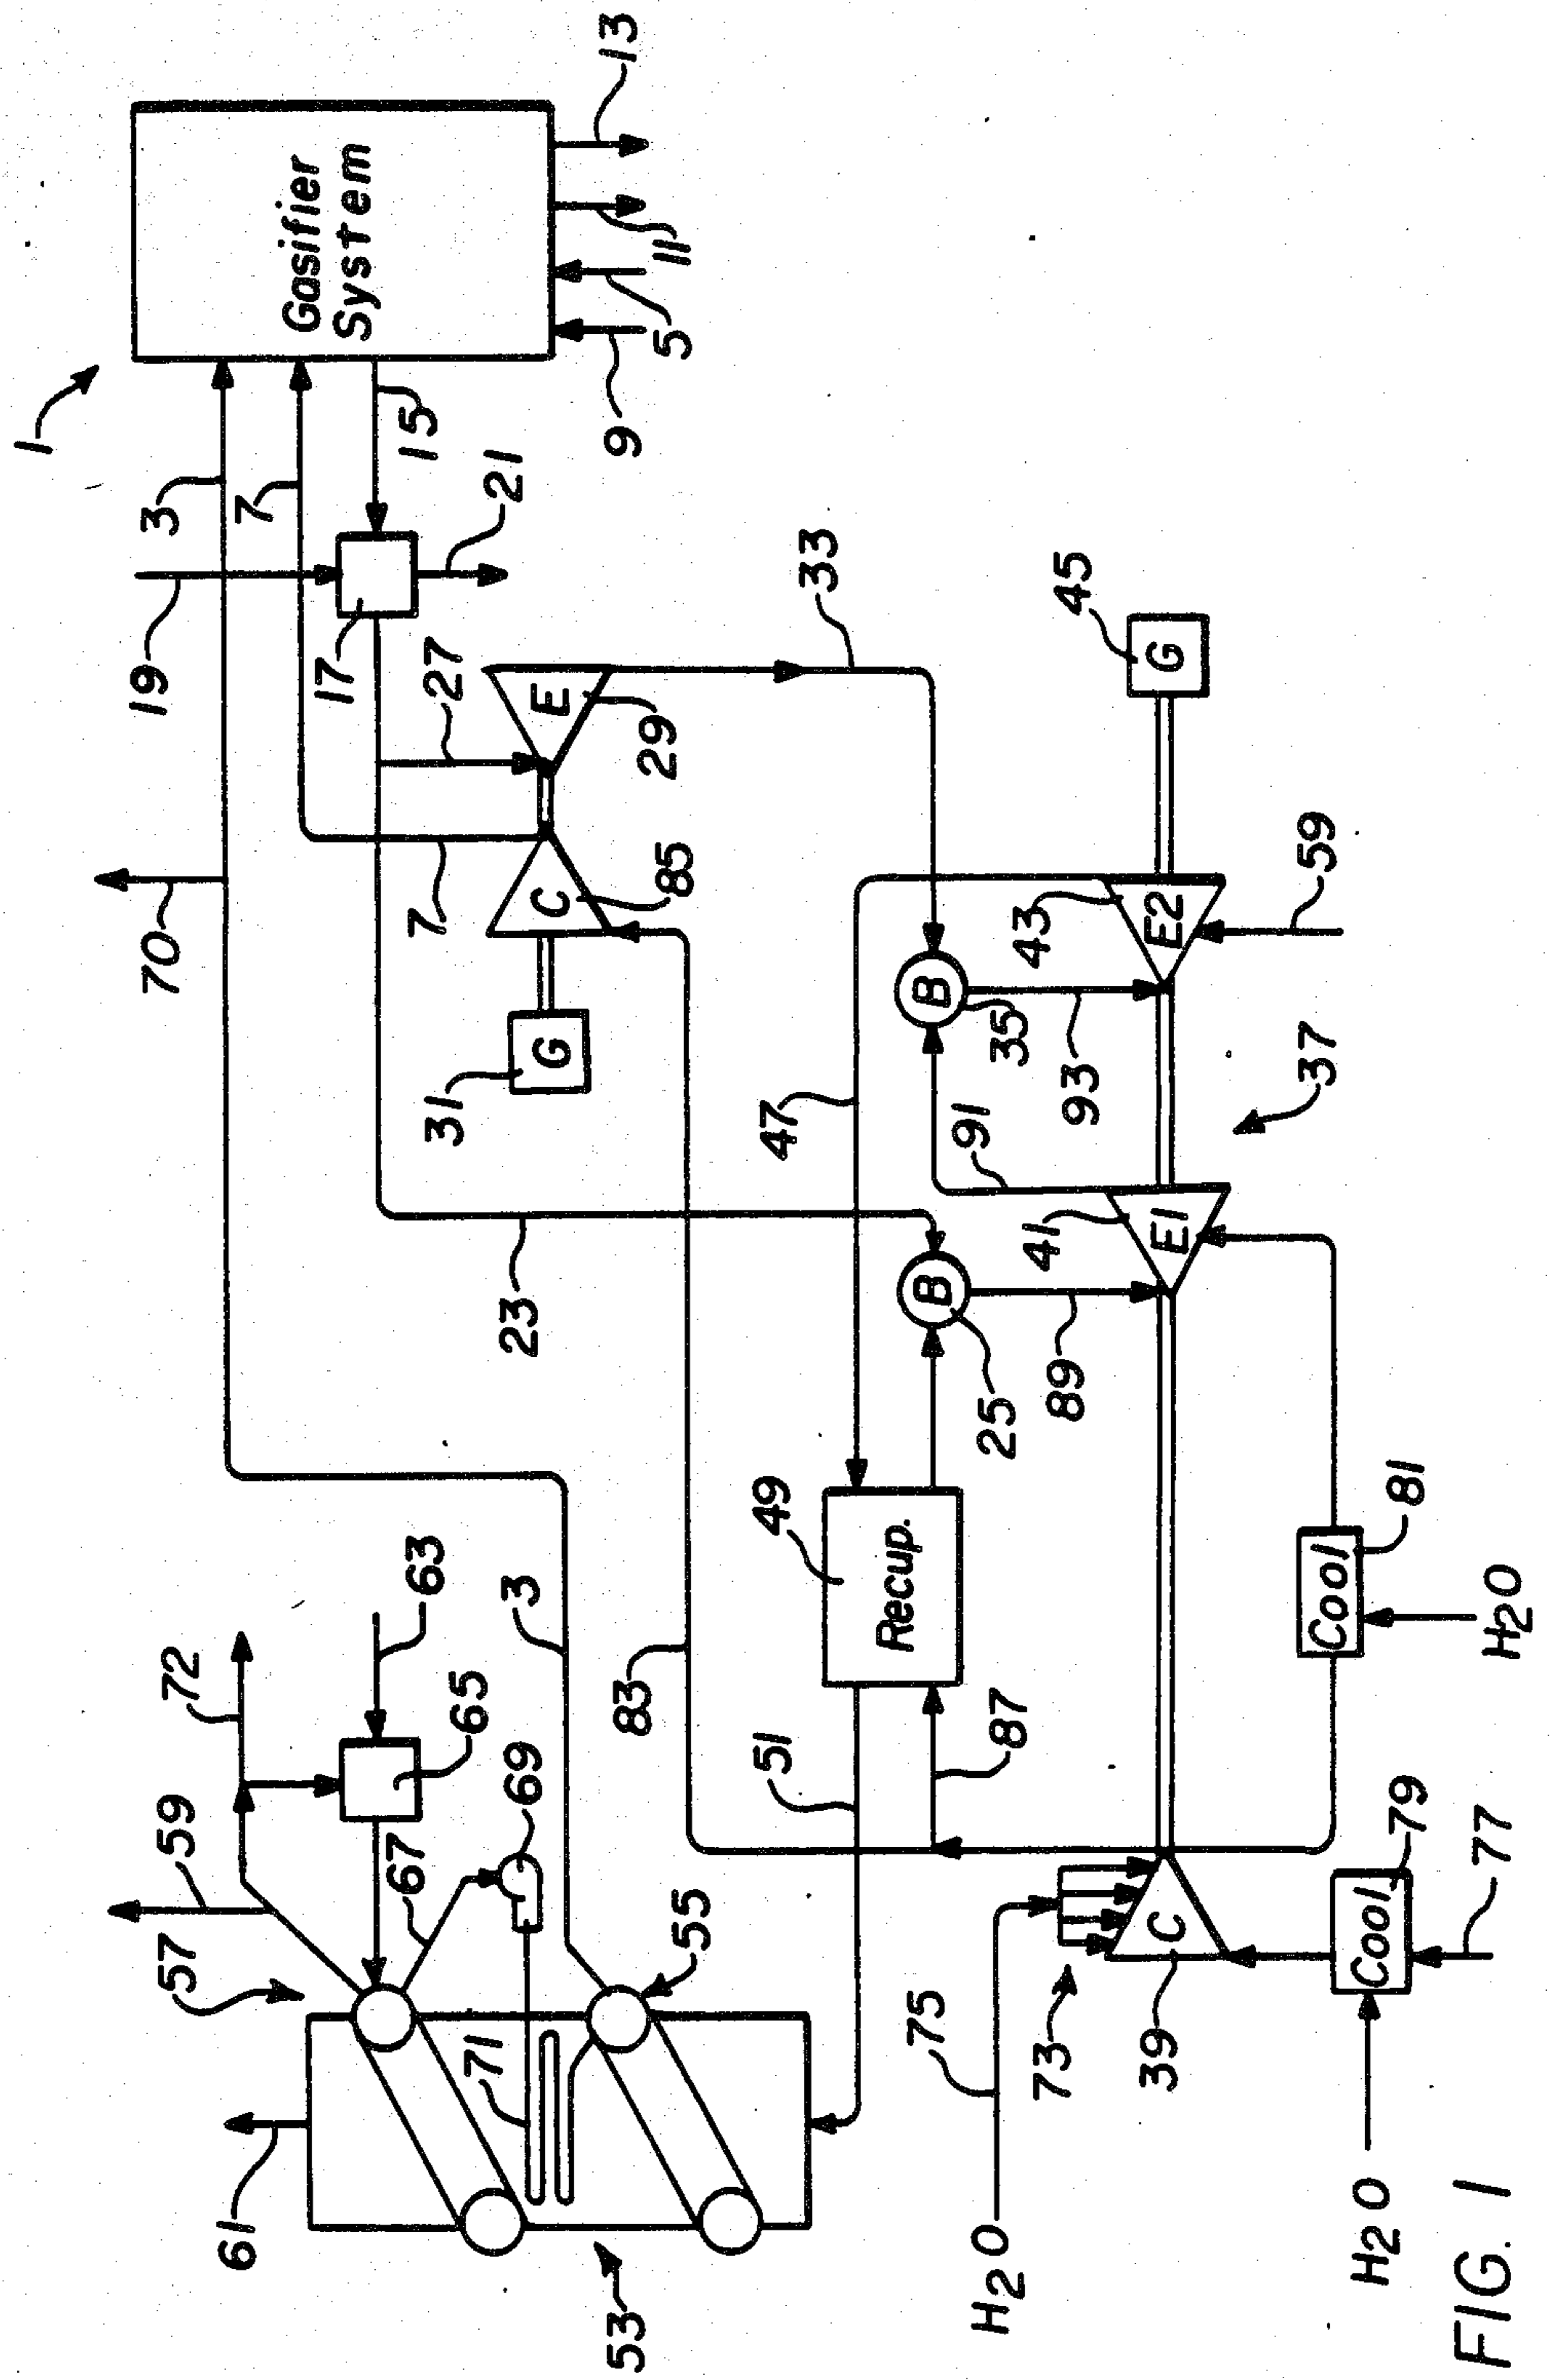 1
61
59
72
70
19
3
57
7
Gasifier
System
17
67
65
63
7
27
15
31
71
69
3
23
21
G
C
E
53
83
85
29
9
5
11
13
55
51
49
47
33
Recup.
B
B
75
87
25
91
35
43
45
H2O
73
89
41
93
39
C
E1
E2
G
37
59
H2O
Cool
79
Cool
81
77
H2O
FIG. 1